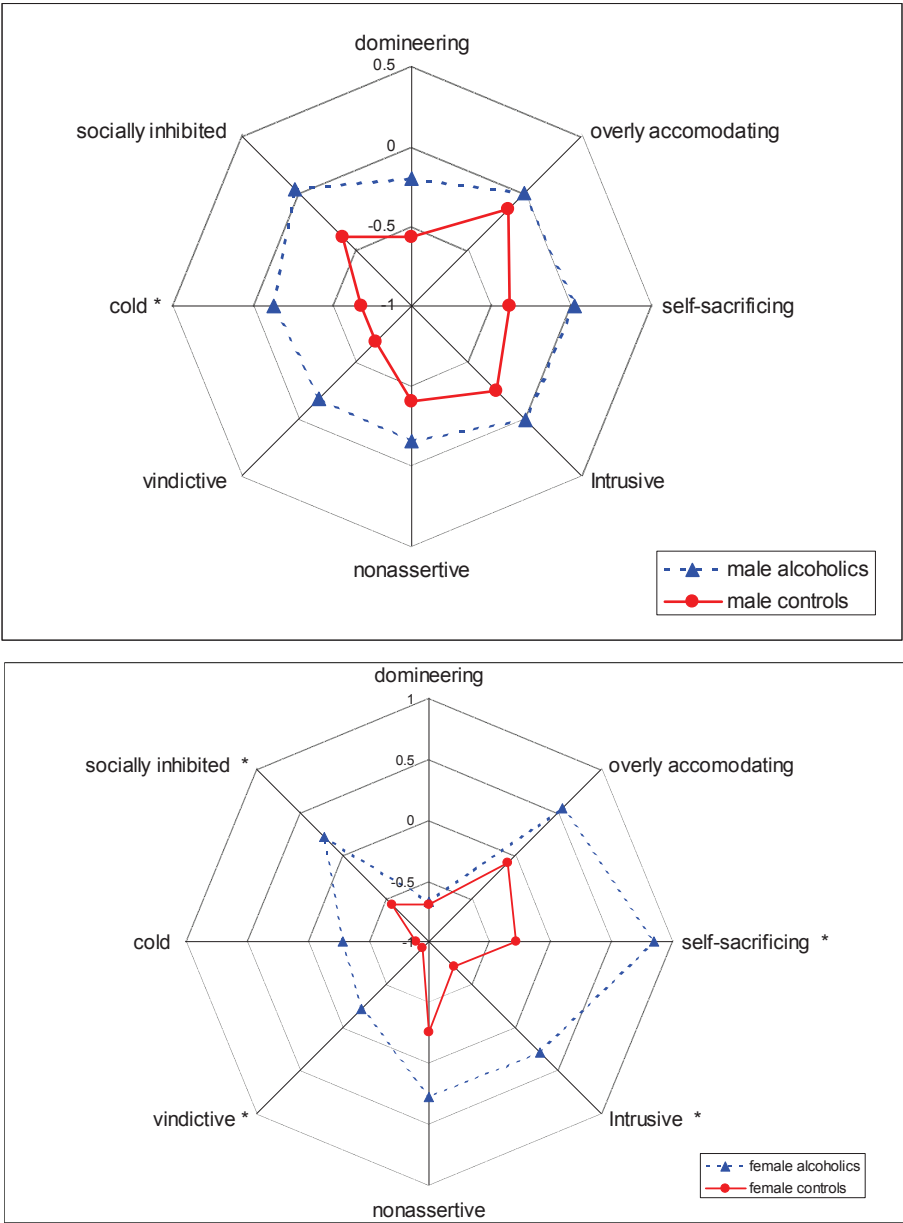 domineering
0.5
socially inhibited
overly accomodating
0
-0.5
cold *
-1
self-sacrificing
vindictive
Intrusive
nonassertive
male alcoholics
male controls
domineering
1
socially inhibited *
overly accomodating
0.5
0
-0.5
cold
-1
self-sacrificing *
vindictive *
Intrusive *
nonassertive
female alcoholics
female controls